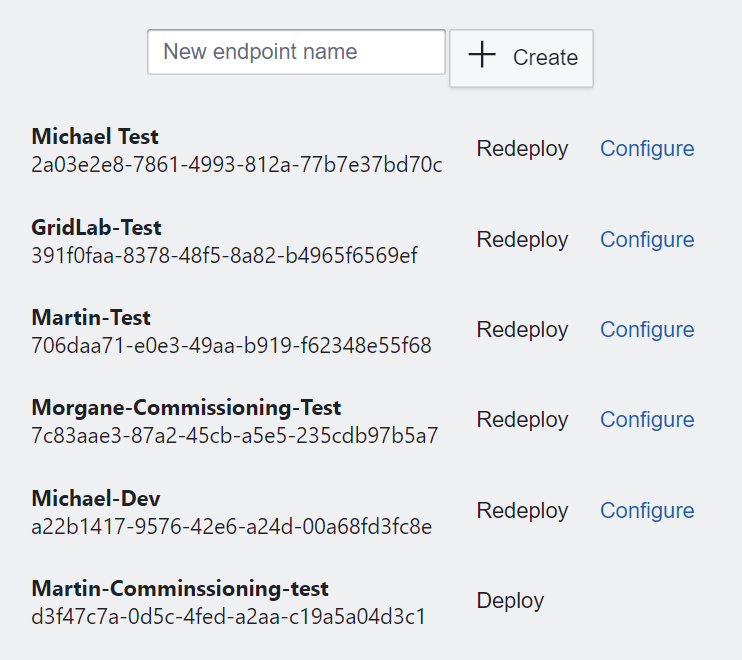 New endpoint name
Create
Michael Test
2a03e2e8-7861-4993-812a-77b7e37bd70c
Redeploy Configure
GridLab-Test
391f0faa-8378-48f5-8a82-b4965f6569ef
Redeploy Configure
Martin-Test
706daa71-e0e3-49aa-b919-f62348e55f68
Redeploy Configure
Morgane-Commissioning-Test
7c83aae3-87a2-45cb-a5e5-235cdb97b5a7
Redeploy Configure
Michael-Dev
a22b1417-9576-42e6-a24d-00a68fd3fc8e
Redeploy Configure
Martin-Comminssioning-test
d3f47c7a-0d5c-4fed-a2aa-c19a5a04d3c1
Deploy